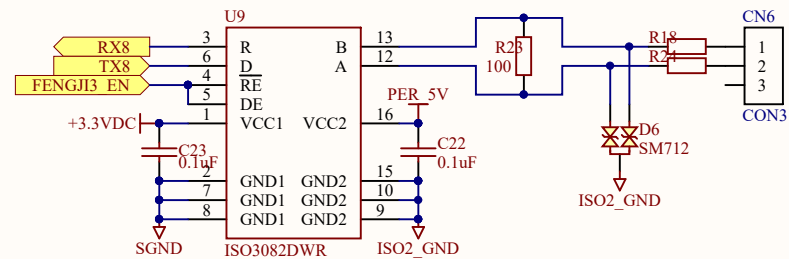 U9
CN6
RX8
3
R
B
13
R23
100
R18
1
TX8
6
D
A
12
R24
2
FENGJI3_EN
4
RE
3
5
DE
PER_5V
CON3
+3.3VDC
1
VCC1
VCC2
16
D6
SM712
C23
0.1uF
C22
0.1uF
2
GND1
GND2
15
7
GND1
GND2
10
8
GND1
GND2
9
ISO2_GND
SGND
ISO3082DWR
ISO2_GND